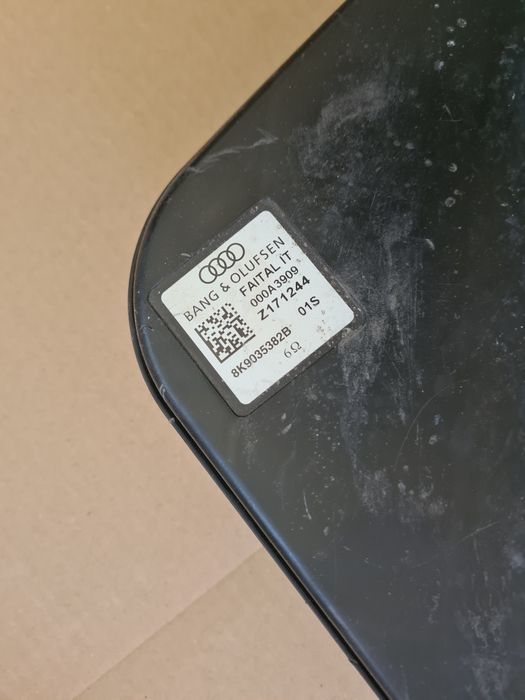 BANG & OLUFSEN
FAITAL IT
000A3909
Z171244
01S
8K9035382B
6Ω